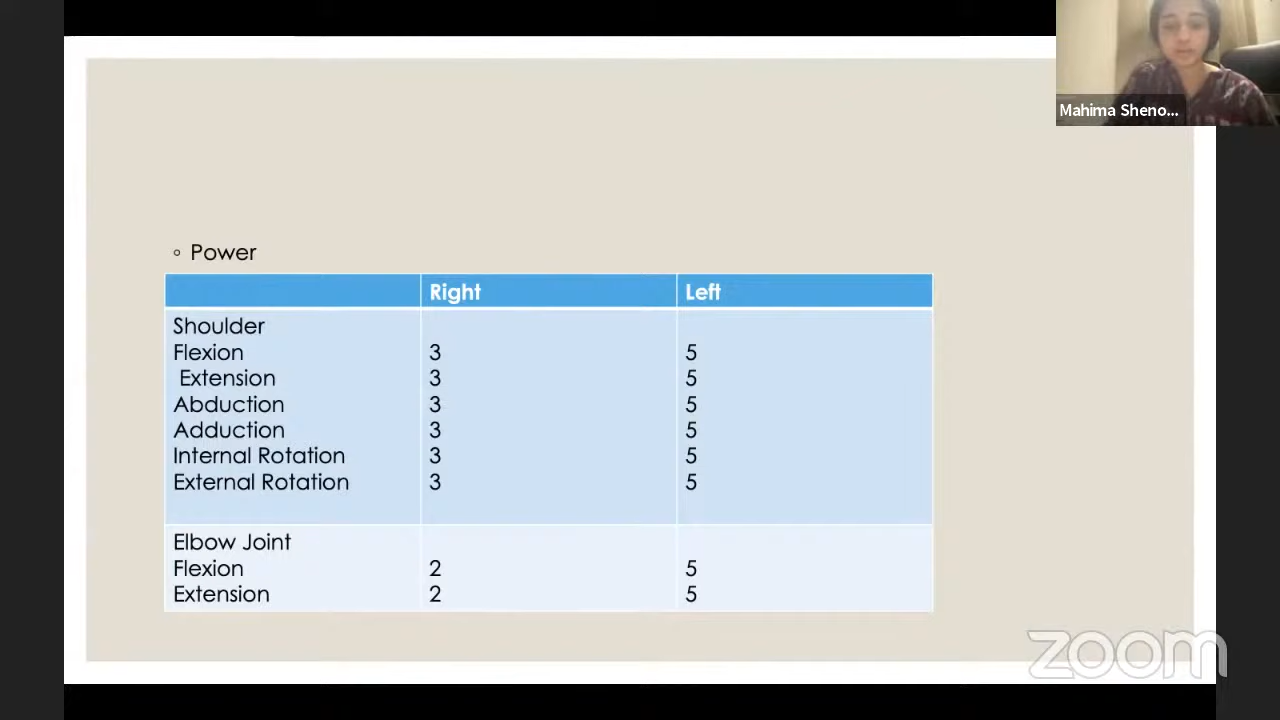 Mahima Sheno...
◦ Power
Right Left
Shoulder
Flexion 3 5
Extension 3 5
Abduction 3 5
Adduction 3 5
Internal Rotation 3 5
External Rotation 3 5
Elbow Joint
Flexion 2 5
Extension 2 5
zoom